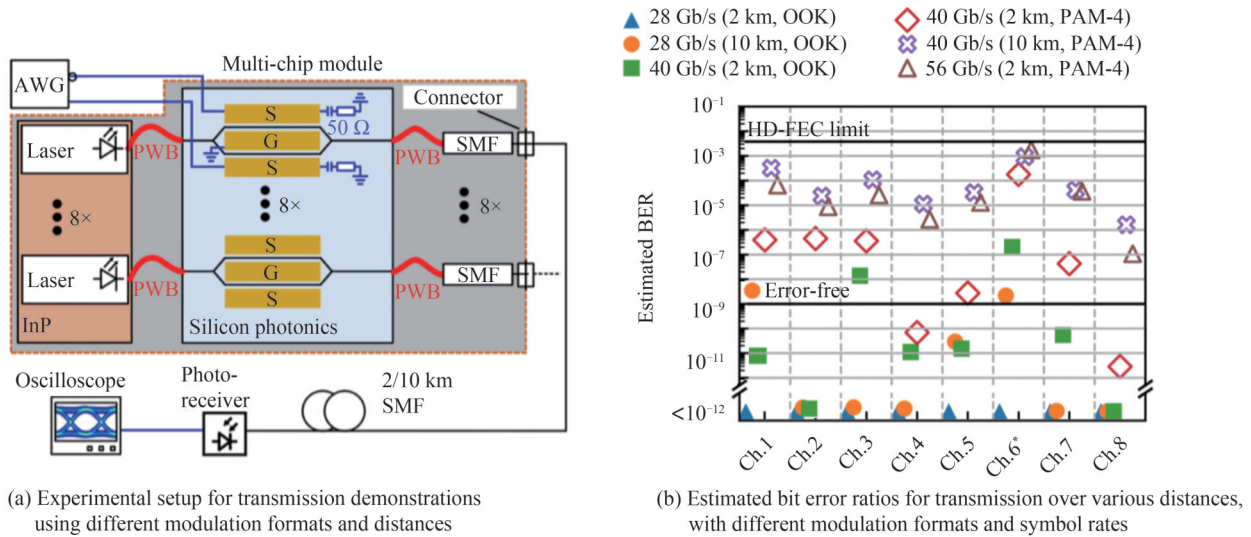 AWG
Multi-chip module
Connector
S
50 Ω
Laser
PWB
G
PWB
SMF
S
8×
8×
8×
S
Laser
PWB
G
PWB
SMF
S
InP
Silicon photonics
Oscilloscope
Photo-
receiver
2/10 km
SMF
(a) Experimental setup for transmission demonstrations
using different modulation formats and distances
28 Gb/s (2 km, OOK)
28 Gb/s (10 km, OOK)
40 Gb/s (2 km, OOK)
40 Gb/s (2 km, PAM-4)
40 Gb/s (10 km, PAM-4)
56 Gb/s (2 km, PAM-4)
Estimated BER
10⁻¹
10⁻³
10⁻⁵
10⁻⁷
10⁻⁹
10⁻¹¹
<10⁻¹²
HD-FEC limit
Error-free
Ch.1
Ch.2
Ch.3
Ch.4
Ch.5
Ch.6*
Ch.7
Ch.8
(b) Estimated bit error ratios for transmission over various distances,
with different modulation formats and symbol rates